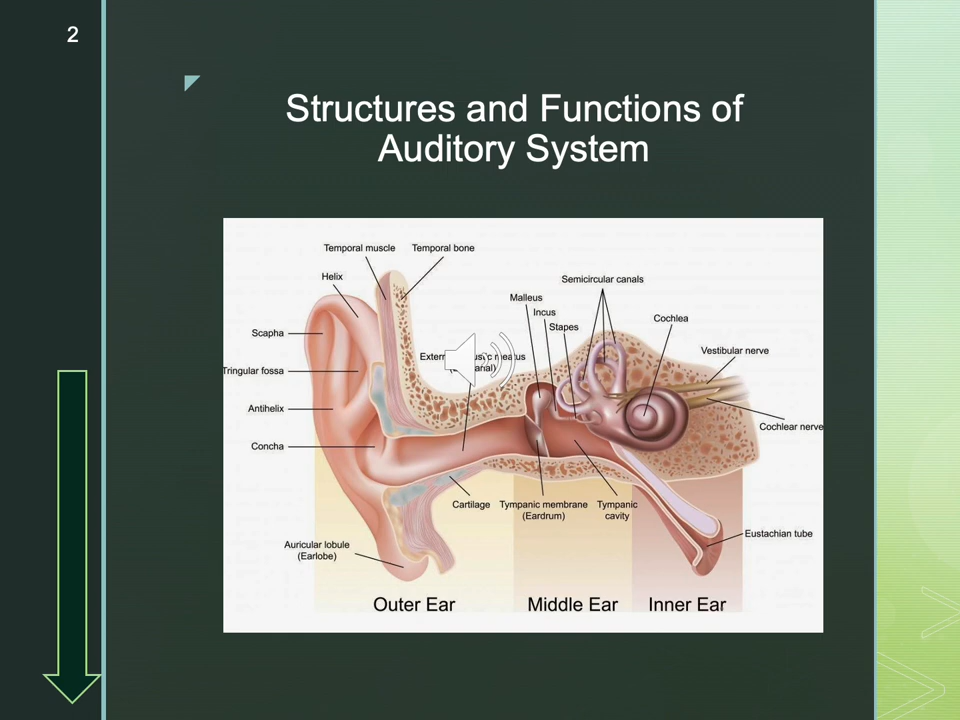 2
Structures and Functions of
Auditory System
Temporal muscle
Temporal bone
Helix
Semicircular canals
Malleus
Incus
Stapes
Cochlea
Scapha
Vestibular nerve
Tringular fossa
Antihelix
Cochlear nerve
Concha
Cartilage
Tympanic membrane
(Eardrum)
Tympanic
cavity
Eustachian tube
Auricular lobule
(Earlobe)
Outer Ear
Middle Ear
Inner Ear